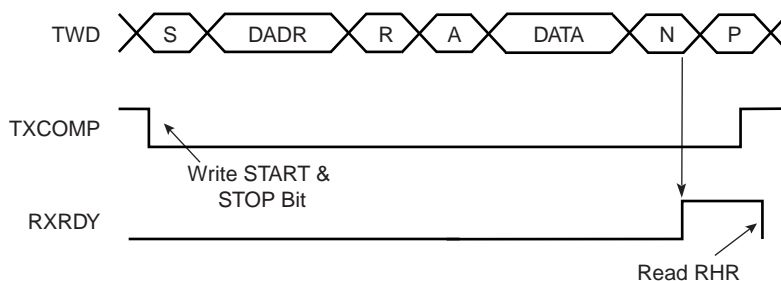 TWD S DADR R A DATA N P
TXCOMP
Write START &
STOP Bit
RXRDY
Read RHR